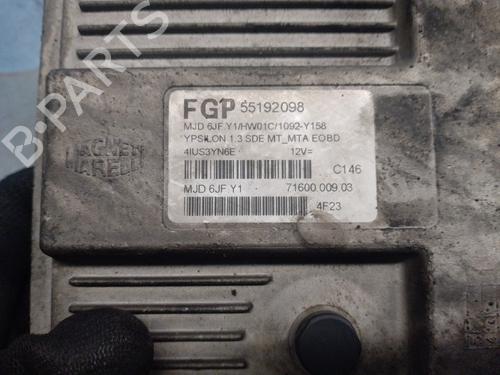 B-PARTS
FGP 55192098
MJD 6JF.Y1/HW01C/1092-Y158
YPSILON 1.3 SDE MT_MTA EOBD
4IUS3YN6E 12V=
C146
MJD 6JF.Y1 71600.009.03
4F23
MAGNETI
MARELLI